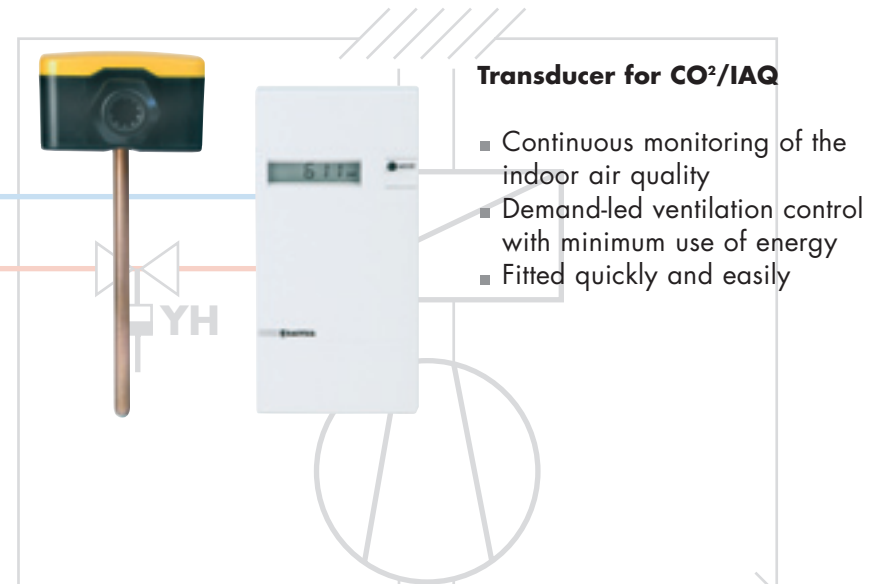 Transducer for CO²/IAQ
Continuous monitoring of the
indoor air quality
Demand-led ventilation control
with minimum use of energy
Fitted quickly and easily
611
YH